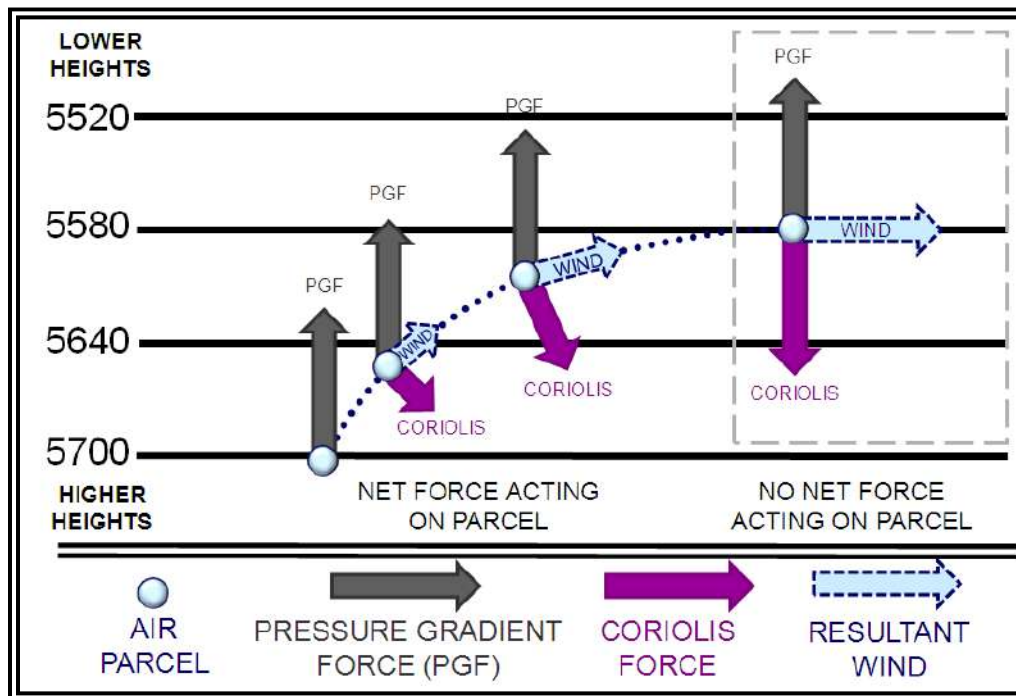 LOWER
HEIGHTS
PGF
5520
PGF
PGF
5580
WIND
WIND
PGF
WIND
5640
CORIOLIS
CORIOLIS
CORIOLIS
5700
HIGHER
HEIGHTS
NET FORCE ACTING
ON PARCEL
NO NET FORCE
ACTING ON PARCEL
AIR
PARCEL
PRESSURE GRADIENT
FORCE (PGF)
CORIOLIS
FORCE
RESULTANT
WIND